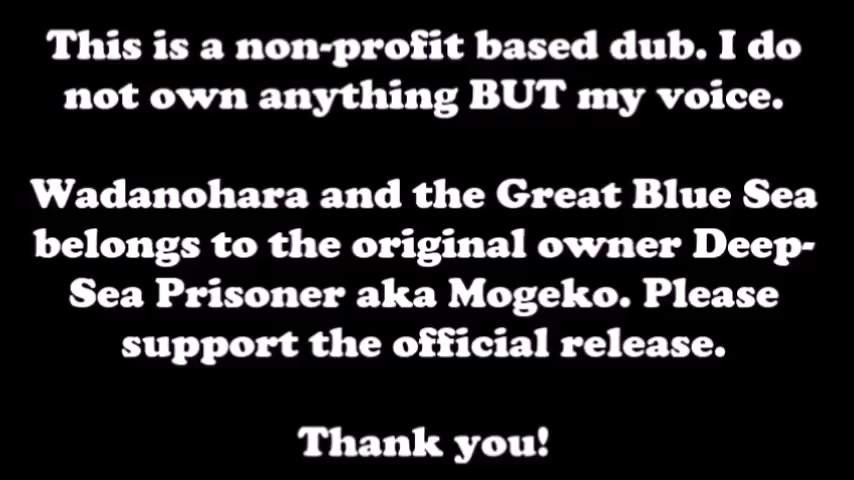 This is a non-profit based dub. I do
not own anything BUT my voice.
Wadanohara and the Great Blue Sea
belongs to the original owner Deep-
Sea Prisoner aka Mogeko. Please
support the official release.
Thank you!